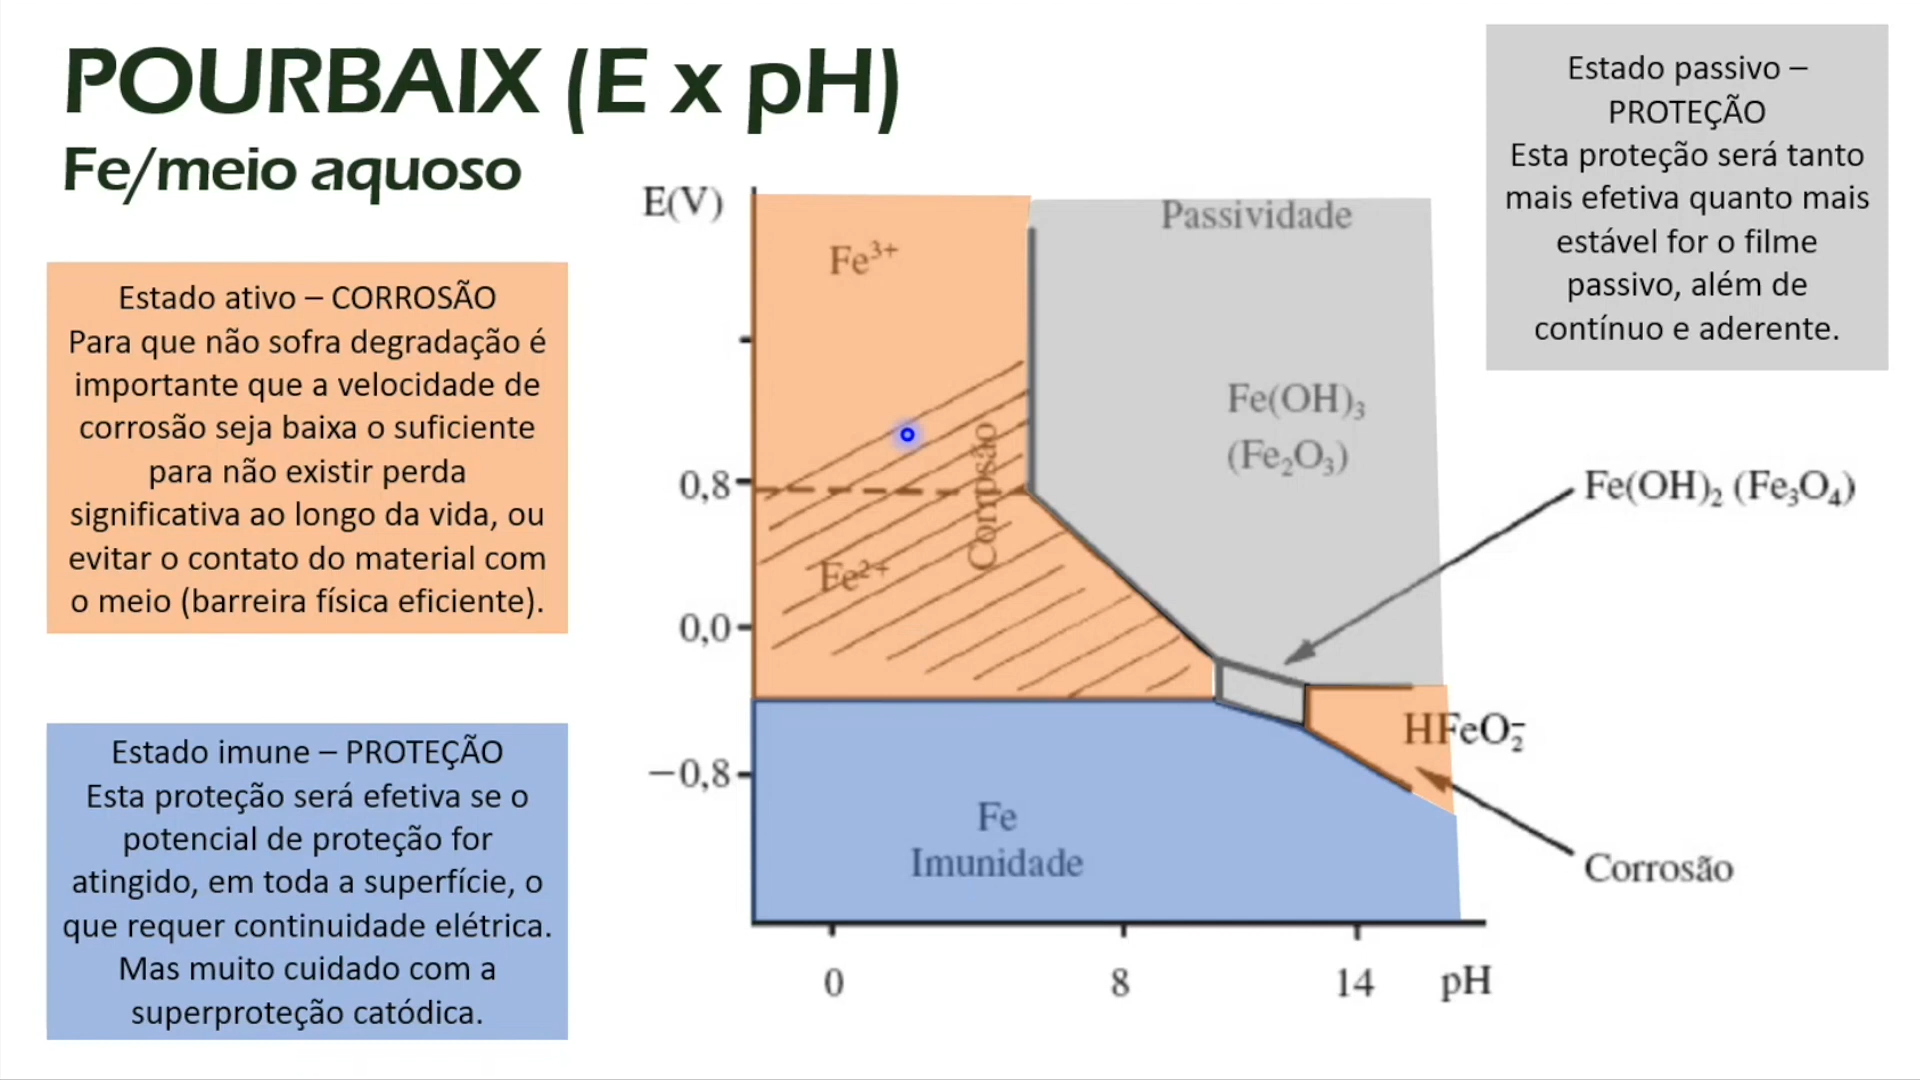 POURBAIX (E x pH)
Fe/meio aquoso
Estado ativo – CORROSÃO
Para que não sofra degradação é
importante que a velocidade de
corrosão seja baixa o suficiente
para não existir perda
significativa ao longo da vida, ou
evitar o contato do material com
o meio (barreira física eficiente).
Estado imune – PROTEÇÃO
Esta proteção será efetiva se o
potencial de proteção for
atingido, em toda a superfície, o
que requer continuidade elétrica.
Mas muito cuidado com a
superproteção catódica.
Estado passivo –
PROTEÇÃO
Esta proteção será tanto
mais efetiva quanto mais
estável for o filme
passivo, além de
contínuo e aderente.
E(V)
Fe³⁺
Passividade
Fe(OH)₃
(Fe₂O₃)
Corrosão
0,8
Fe²⁺
Fe(OH)₂ (Fe₃O₄)
0,0
HFeO₂⁻
−0,8
Fe
Imunidade
Corrosão
0
8
14
pH